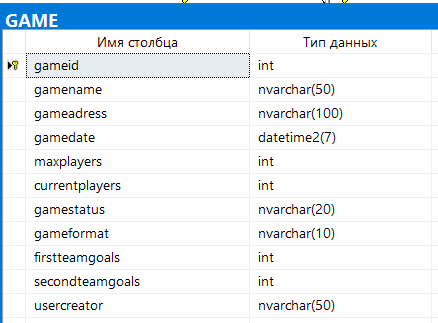 GAME
Имя столбца Тип данных
gameid int
gamename nvarchar(50)
gameadress nvarchar(100)
gamedate datetime2(7)
maxplayers int
currentplayers int
gamestatus nvarchar(20)
gameformat nvarchar(10)
firstteamgoals int
secondteamgoals int
usercreator nvarchar(50)